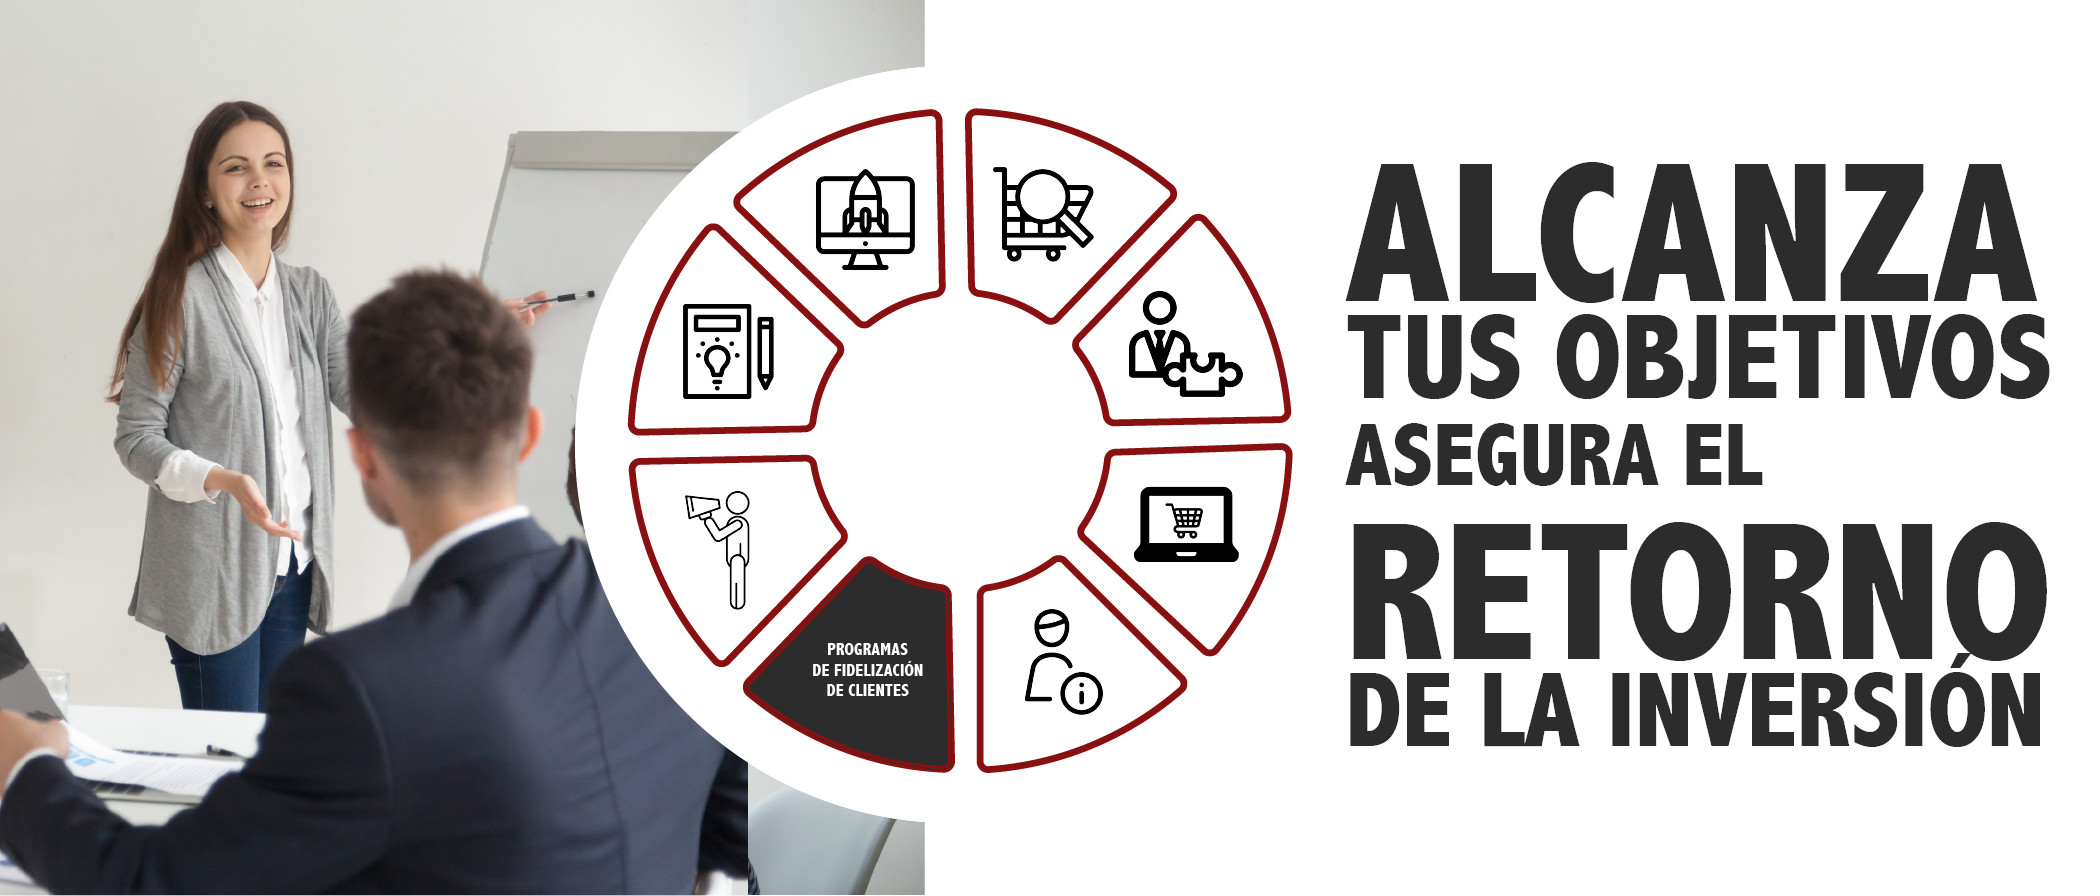 PROGRAMAS
DE FIDELIZACIÓN
DE CLIENTES
ALCANZA
TUS OBJETIVOS
ASEGURA EL
RETORNO
DE LA INVERSIÓN